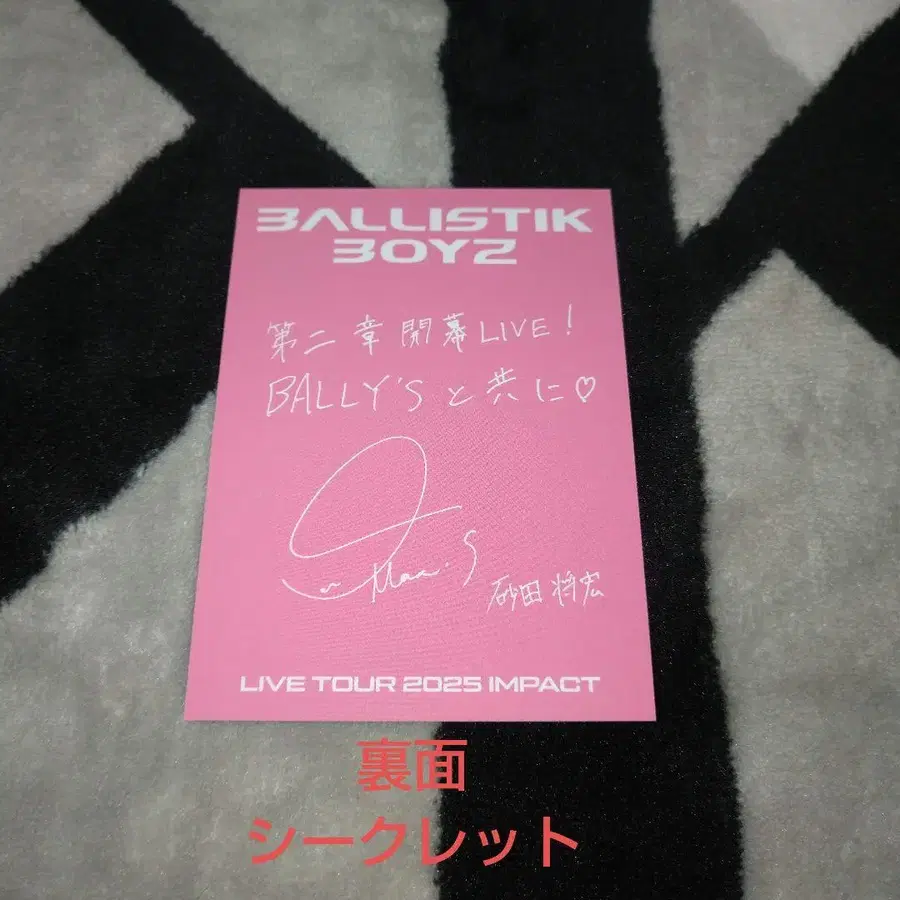 BALLISTIK
BOYZ
第二章開幕LIVE！
BALLY'Sと共に♡
砂田将宏
LIVE TOUR 2025 IMPACT
裏面
シークレット